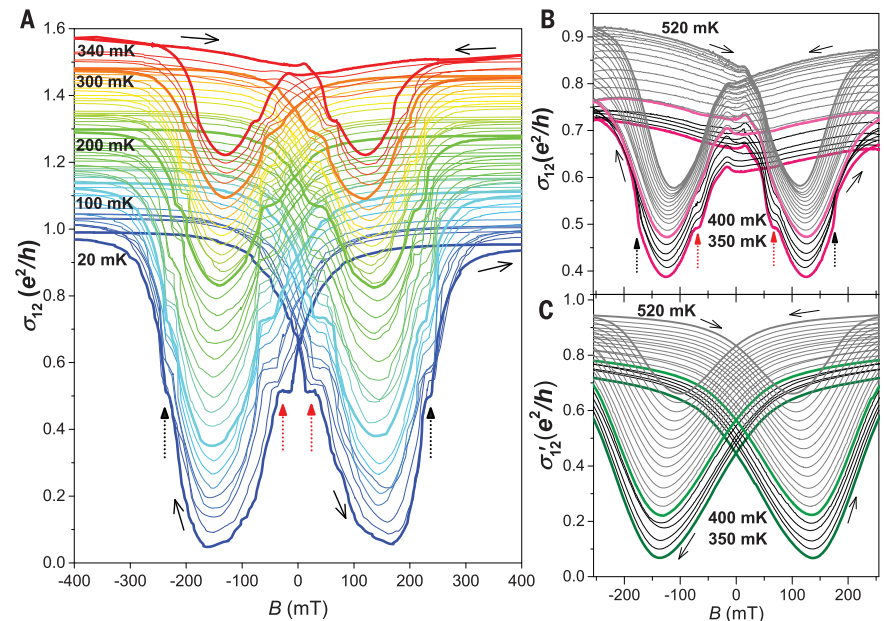 A
1.6
1.4
1.2
1.0
0.8
0.6
0.4
0.2
0.0
σ12 (e²/h)
340 mK
300 mK
200 mK
100 mK
20 mK
-400 -300 -200 -100 0 100 200 300 400
B (mT)
B
0.9
0.8
0.7
0.6
0.5
0.4
σ12(e²/h)
520 mK
400 mK
350 mK
C
1.0
0.8
0.6
0.4
0.2
0.0
σ'12(e²/h)
520 mK
400 mK
350 mK
-200 -100 0 100 200
B (mT)